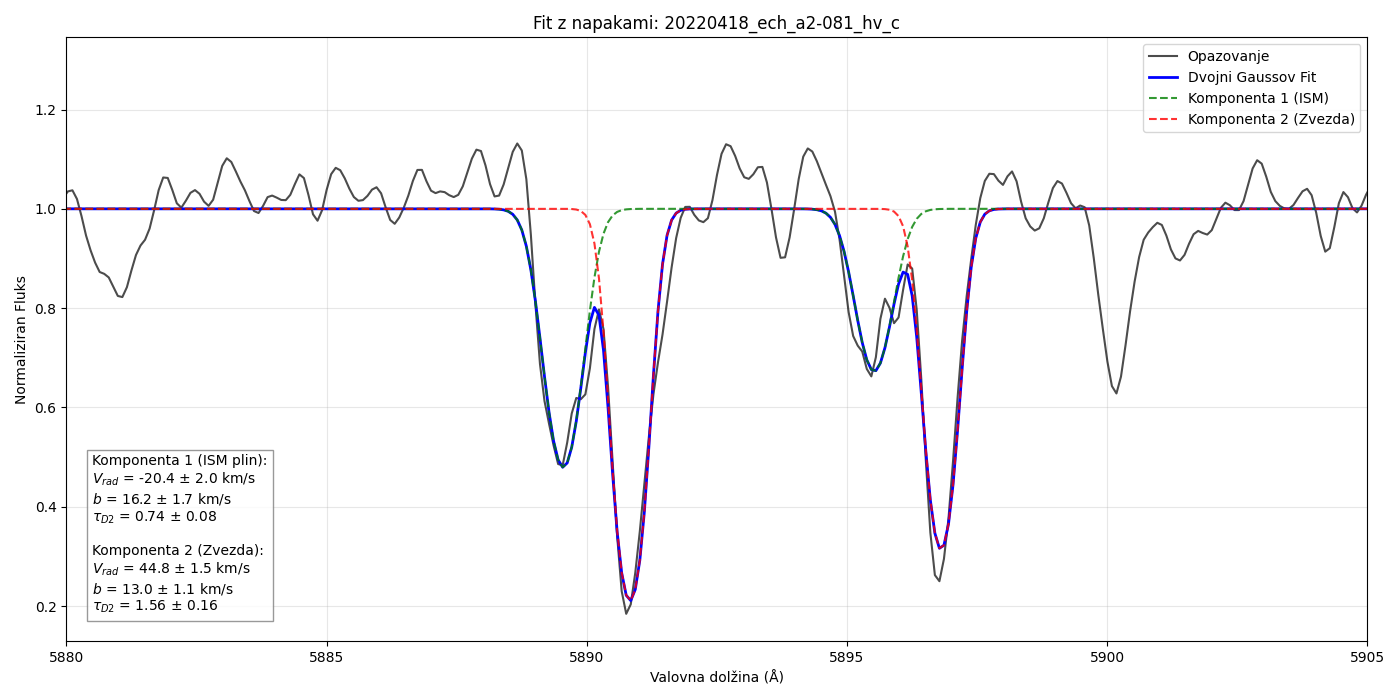 Fit z napakami: 20220418_ech_a2-081_hv_c
Normaliziran Fluks
1.2
1.0
0.8
0.6
0.4
0.2
Opazovanje
Dvojni Gaussov Fit
Komponenta 1 (ISM)
Komponenta 2 (Zvezda)
Komponenta 1 (ISM plin):
V_rad = -20.4 ± 2.0 km/s
b = 16.2 ± 1.7 km/s
τ_D2 = 0.74 ± 0.08
Komponenta 2 (Zvezda):
V_rad = 44.8 ± 1.5 km/s
b = 13.0 ± 1.1 km/s
τ_D2 = 1.56 ± 0.16
5880 5885 5890 5895 5900 5905
Valovna dolžina (Å)